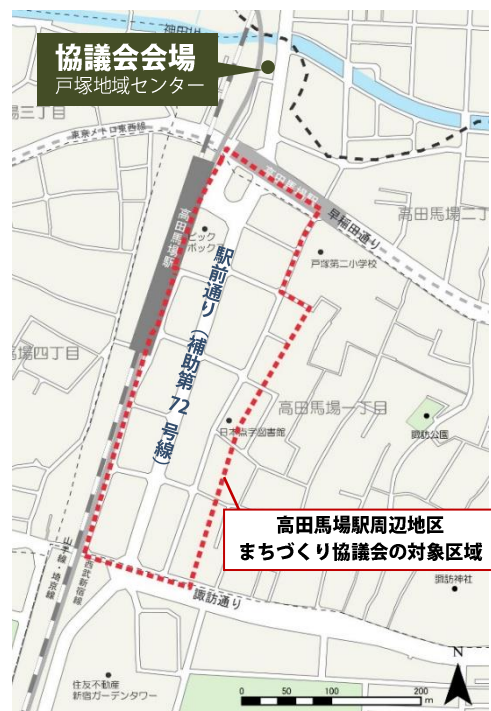 協議会会場
戸塚地域センター
神田川
場三丁目
東京メトロ東西線
高田馬場駅
高田馬場二丁
早稲田通り
高田馬場駅
ビック
ボックス
戸塚第二小学校
駅前通り（補助第 72 号線）
場四丁目
高田馬場一丁目
日本点字図書館
諏訪公園
高田馬場駅周辺地区
まちづくり協議会の対象区域
山手線・埼京線
西武新宿線
諏訪通り
諏訪神社
住友不動産
新宿ガーデンタワー
N
0 50 100 200
m